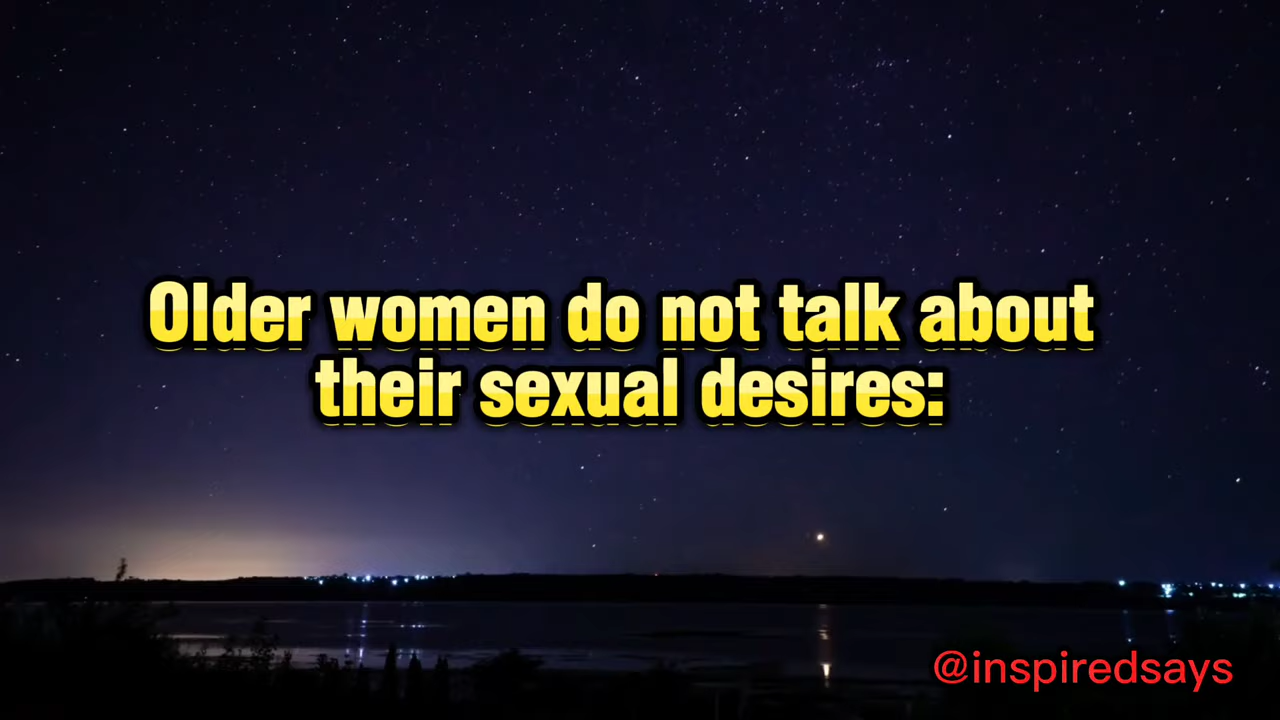 Older women do not talk about
their sexual desires:
@inspiredsays